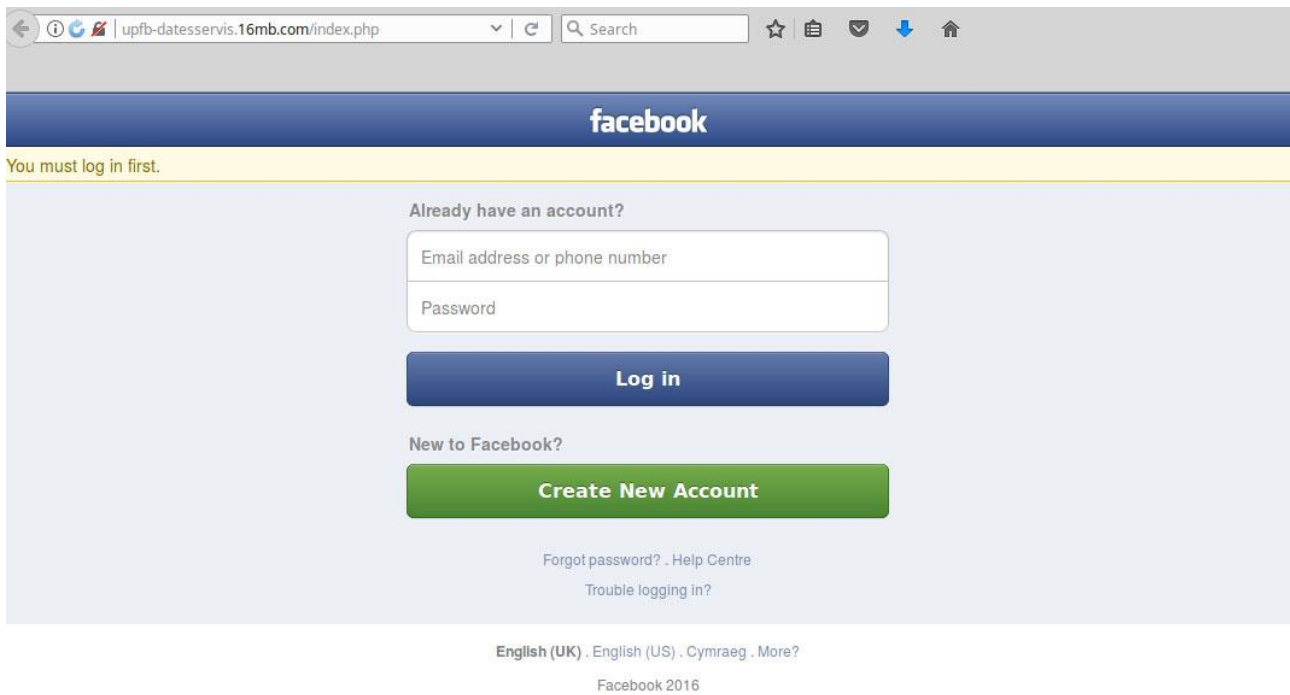 upfb-datesservis.16mb.com/index.php
Search
facebook
You must log in first.
Already have an account?
Email address or phone number
Password
Log in
New to Facebook?
Create New Account
Forgot password? . Help Centre
Trouble logging in?
English (UK) . English (US) . Cymraeg . More?
Facebook 2016